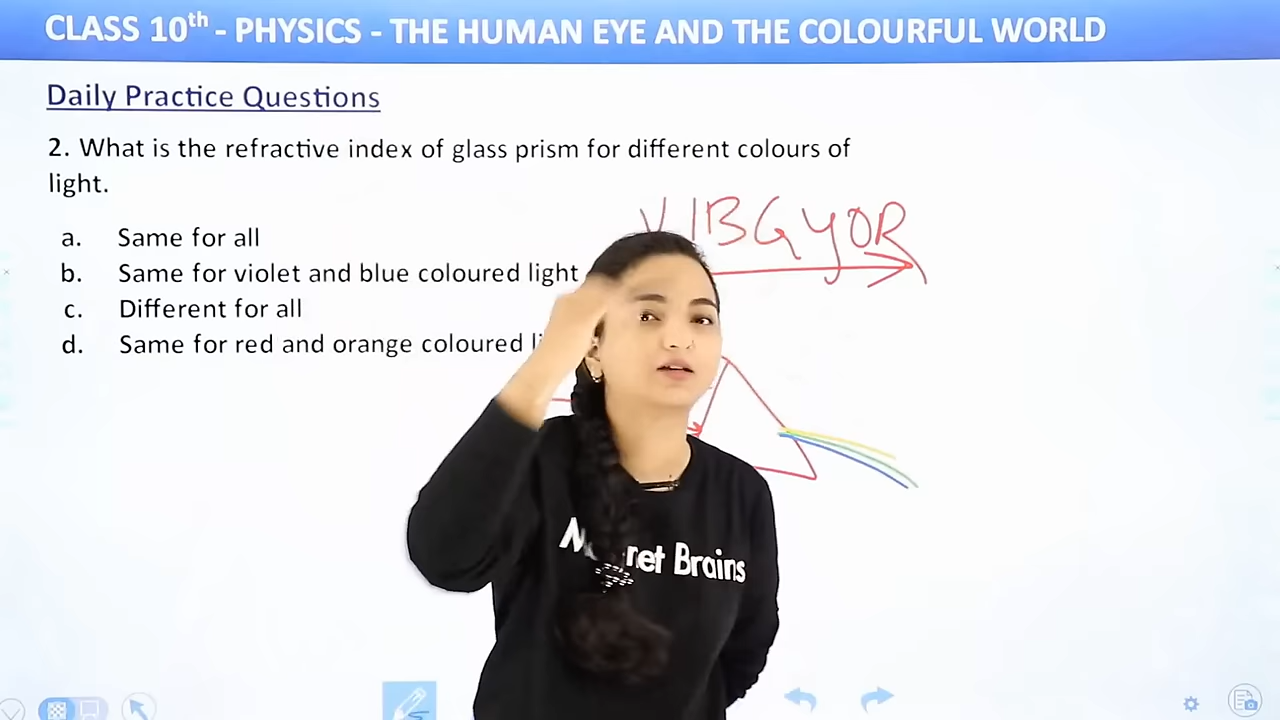 CLASS 10th - PHYSICS - THE HUMAN EYE AND THE COLOURFUL WORLD
Daily Practice Questions
2. What is the refractive index of glass prism for different colours of
light.
VIBGYOR
a. Same for all
b. Same for violet and blue coloured light
c. Different for all
d. Same for red and orange coloured
Brains